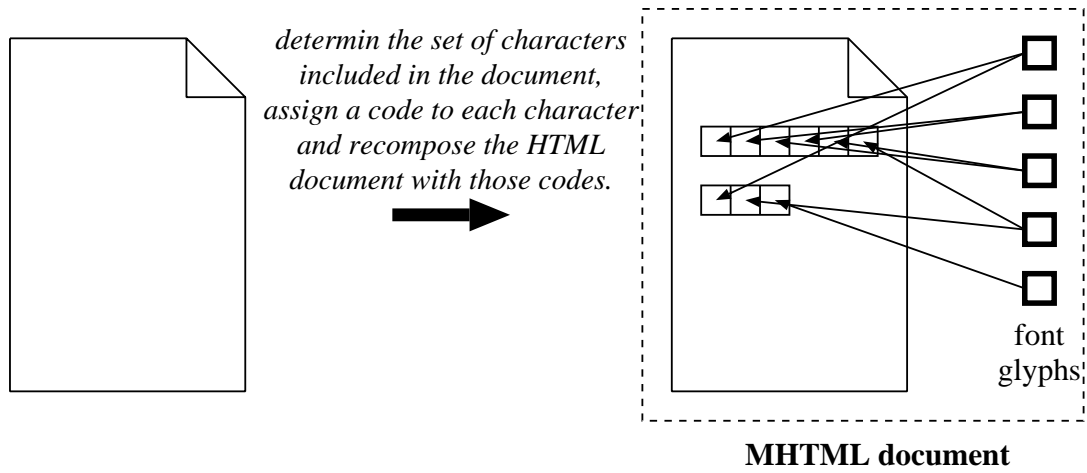 determin the set of characters
included in the document,
assign a code to each character
and recompose the HTML
document with those codes.
font
glyphs
MHTML document